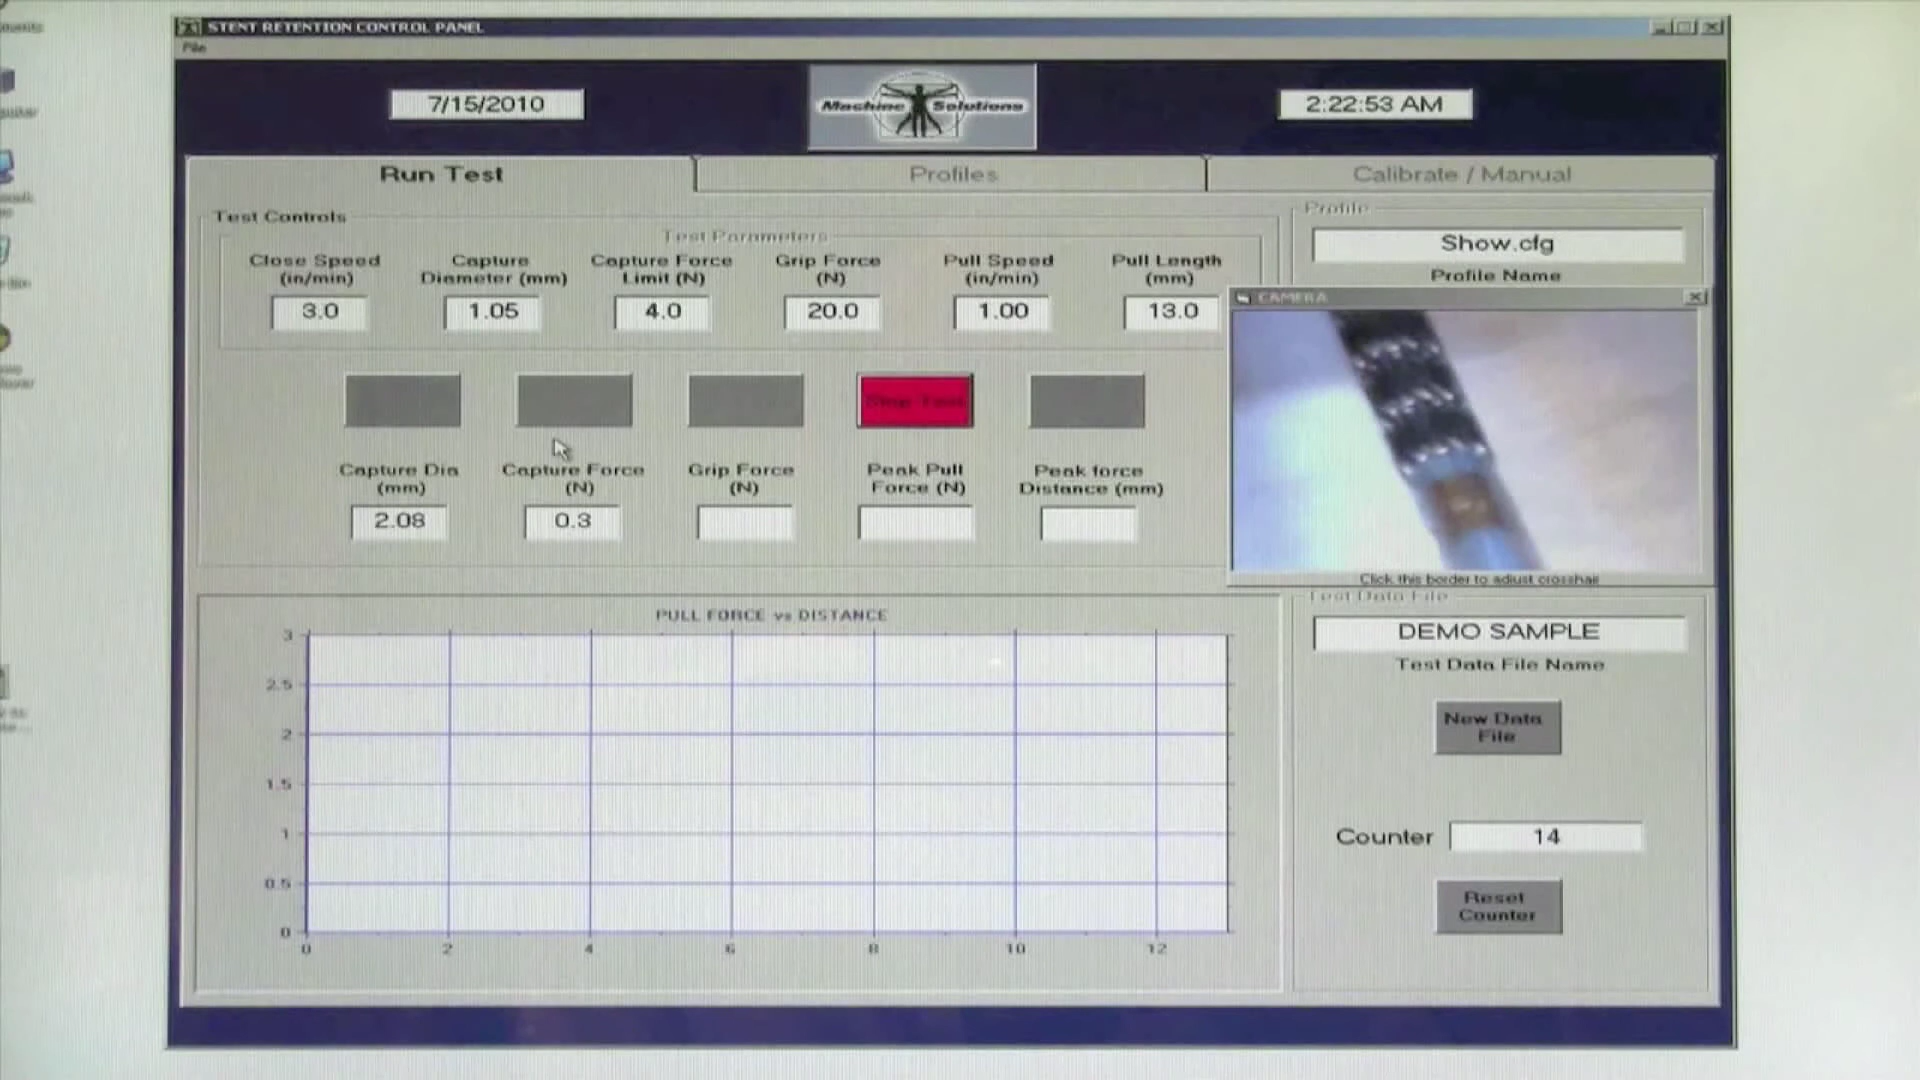 STENT RETENTION CONTROL PANEL
File
7/15/2010
Machine Solutions
2:22:53 AM
Run Test
Profiles
Calibrate / Manual
Test Controls
Test Parameters
Close Speed
(in/min)
3.0
Capture
Diameter (mm)
1.05
Capture Force
Limit (N)
4.0
Grip Force
(N)
20.0
Pull Speed
(in/min)
1.00
Pull Length
(mm)
13.0
Profile
Show.cfg
Profile Name
CAMERA
Click this border to adjust crosshair
Stop Test
Capture Dia
(mm)
2.08
Capture Force
(N)
0.3
Grip Force
(N)
Peak Pull
Force (N)
Peak force
Distance (mm)
PULL FORCE vs DISTANCE
3
2.5
2
1.5
1
0.5
0
0 2 4 6 8 10 12
Test Data File
DEMO SAMPLE
Test Data File Name
New Data
File
Counter 14
Reset
Counter